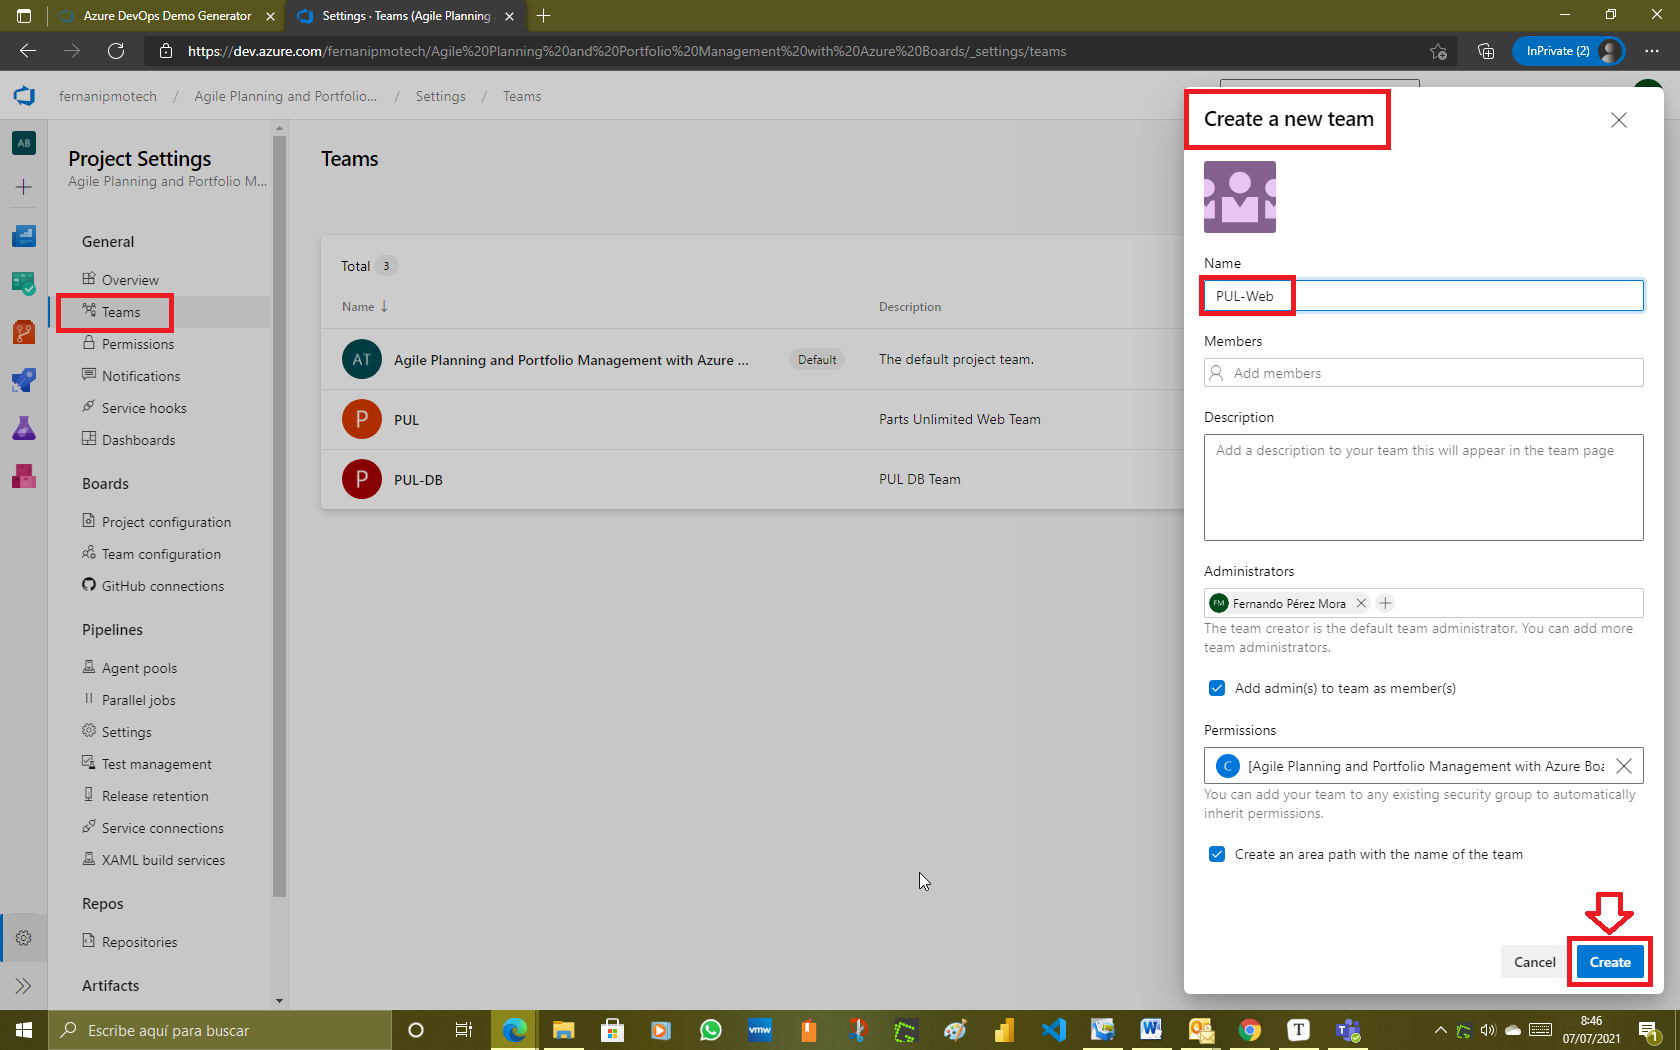 Azure DevOps Demo Generator
Settings · Teams (Agile Planning
https://dev.azure.com/fernanipmotech/Agile%20Planning%20and%20Portfolio%20Management%20with%20Azure%20Boards/_settings/teams
InPrivate (2)
fernanipmotech / Agile Planning and Portfolio... / Settings / Teams
AB
Project Settings
Agile Planning and Portfolio M...
General
Overview
Teams
Permissions
Notifications
Service hooks
Dashboards
Boards
Project configuration
Team configuration
GitHub connections
Pipelines
Agent pools
Parallel jobs
Settings
Test management
Release retention
Service connections
XAML build services
Repos
Repositories
Artifacts
Teams
Total 3
Name ↓ Description
AT Agile Planning and Portfolio Management with Azure ... Default The default project team.
P PUL Parts Unlimited Web Team
P PUL-DB PUL DB Team
Create a new team
Name
PUL-Web
Members
Add members
Description
Add a description to your team this will appear in the team page
Administrators
FM Fernando Pérez Mora
The team creator is the default team administrator. You can add more
team administrators.
Add admin(s) to team as member(s)
Permissions
C [Agile Planning and Portfolio Management with Azure Boa
You can add your team to any existing security group to automatically
inherit permissions.
Create an area path with the name of the team
Cancel Create
Escribe aquí para buscar
vmw
T
8:46
07/07/2021
1